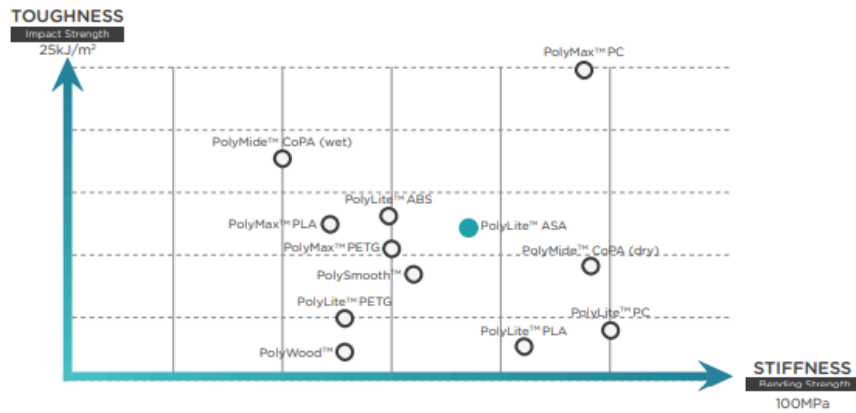 TOUGHNESS
Impact Strength
25kJ/m²
PolyMax™ PC
PolyMide™ CoPA (wet)
PolyLite™ ABS
PolyMax™ PLA
PolyLite™ ASA
PolyMax™ PETG
PolyMide™ CoPA (dry)
PolySmooth™
PolyLite™ PETG
PolyLite™ PC
PolyLite™ PLA
PolyWood™
STIFFNESS
Bending Strength
100MPa